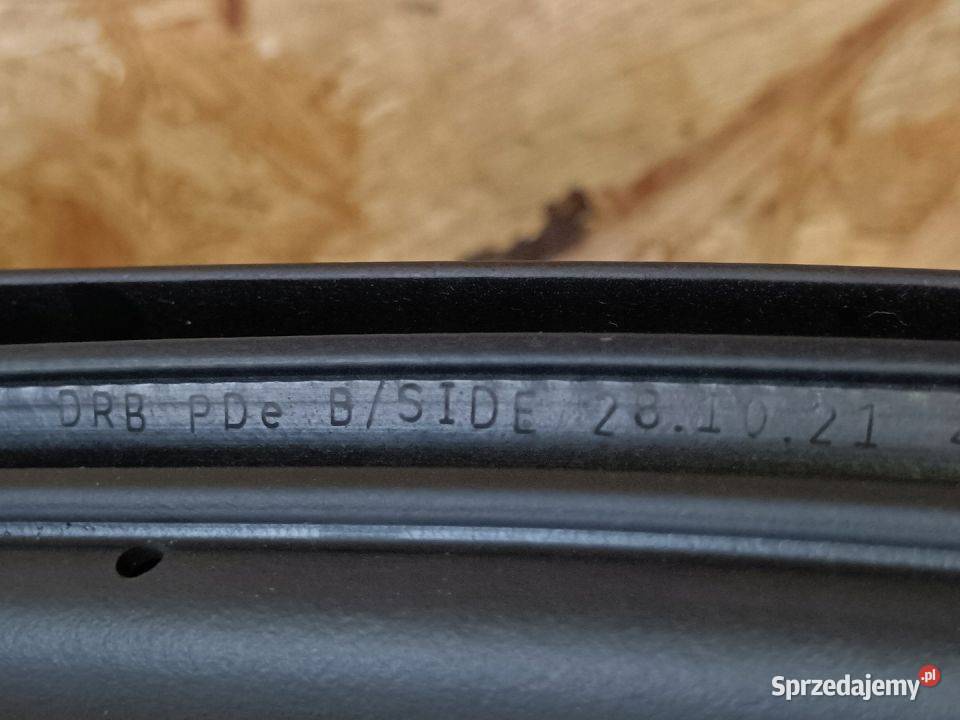 DRB PDe B/SIDE 28.10.21
Sprzedajemy.pl